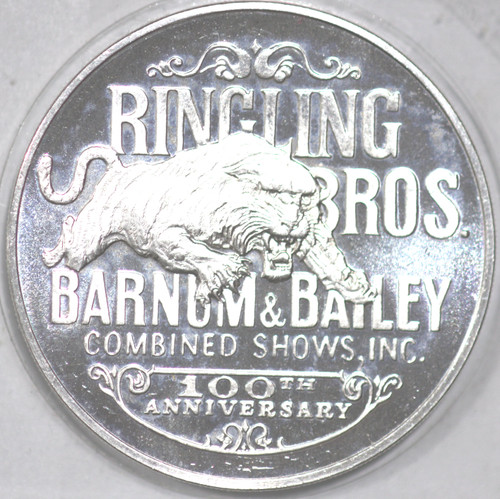 RINGLING
BROS.
BARNUM & BAILEY
COMBINED SHOWS, INC.
100TH
ANNIVERSARY